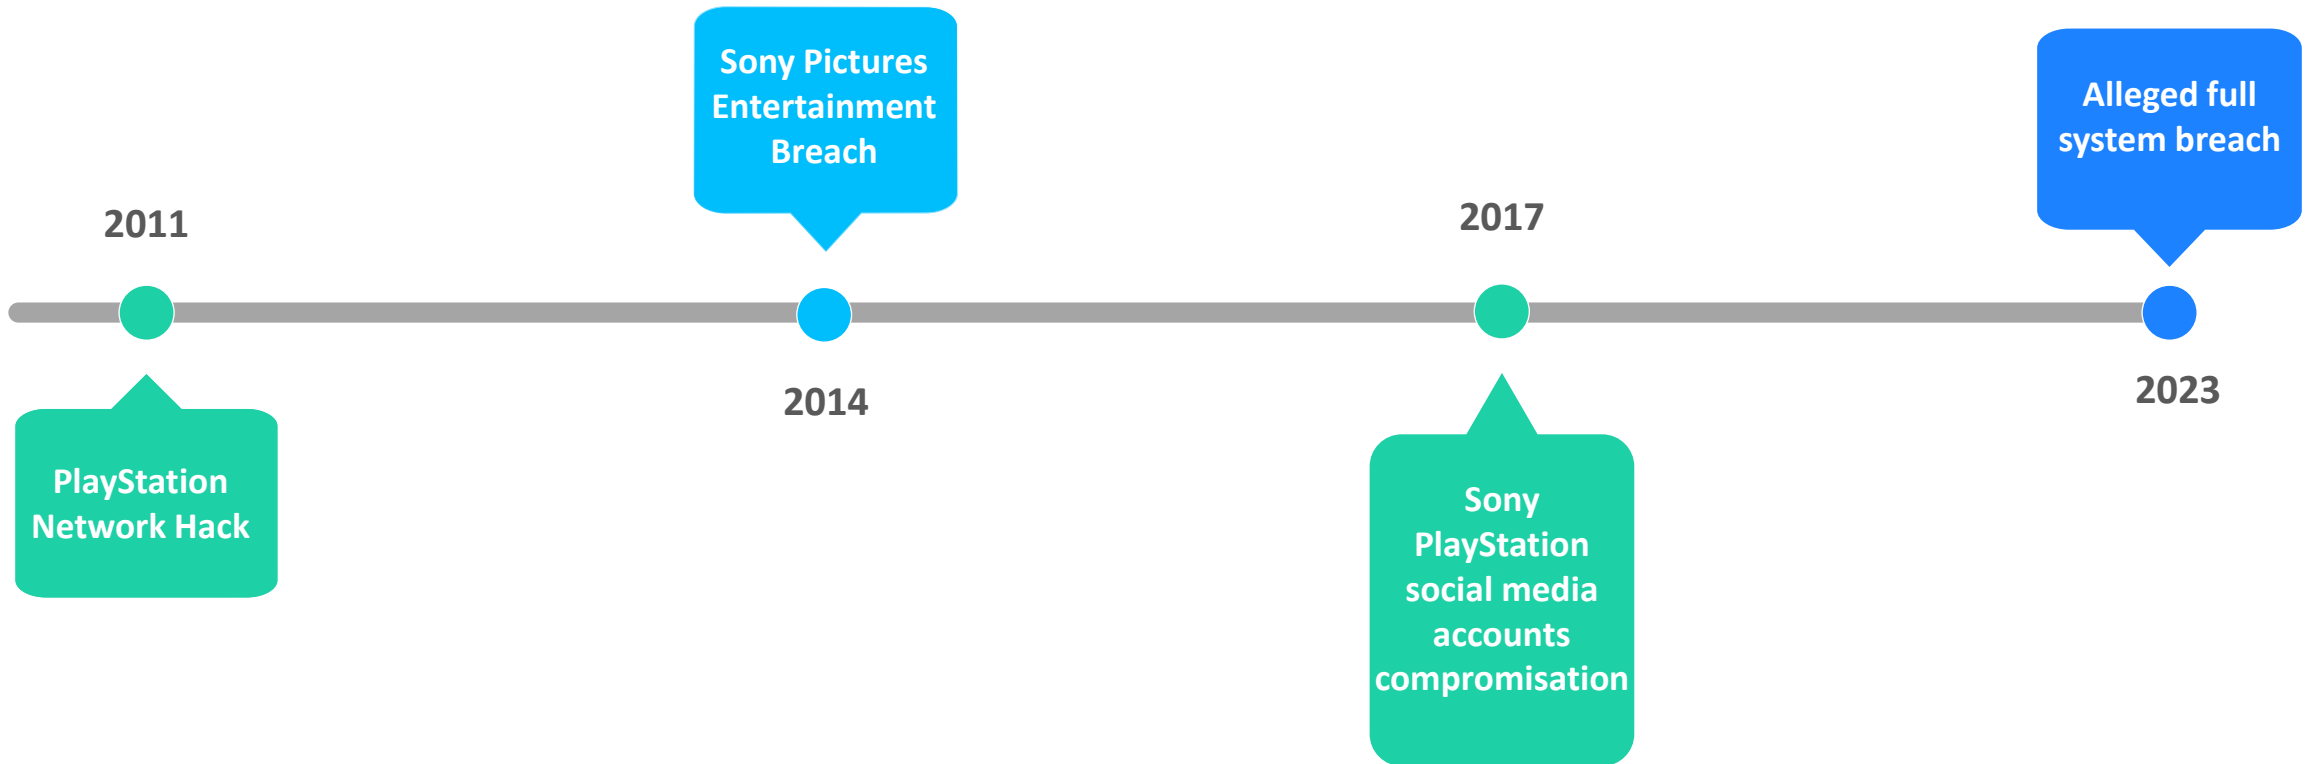 2011
PlayStation
Network Hack
Sony Pictures
Entertainment
Breach
2014
2017
Sony
PlayStation
social media
accounts
compromisation
Alleged full
system breach
2023